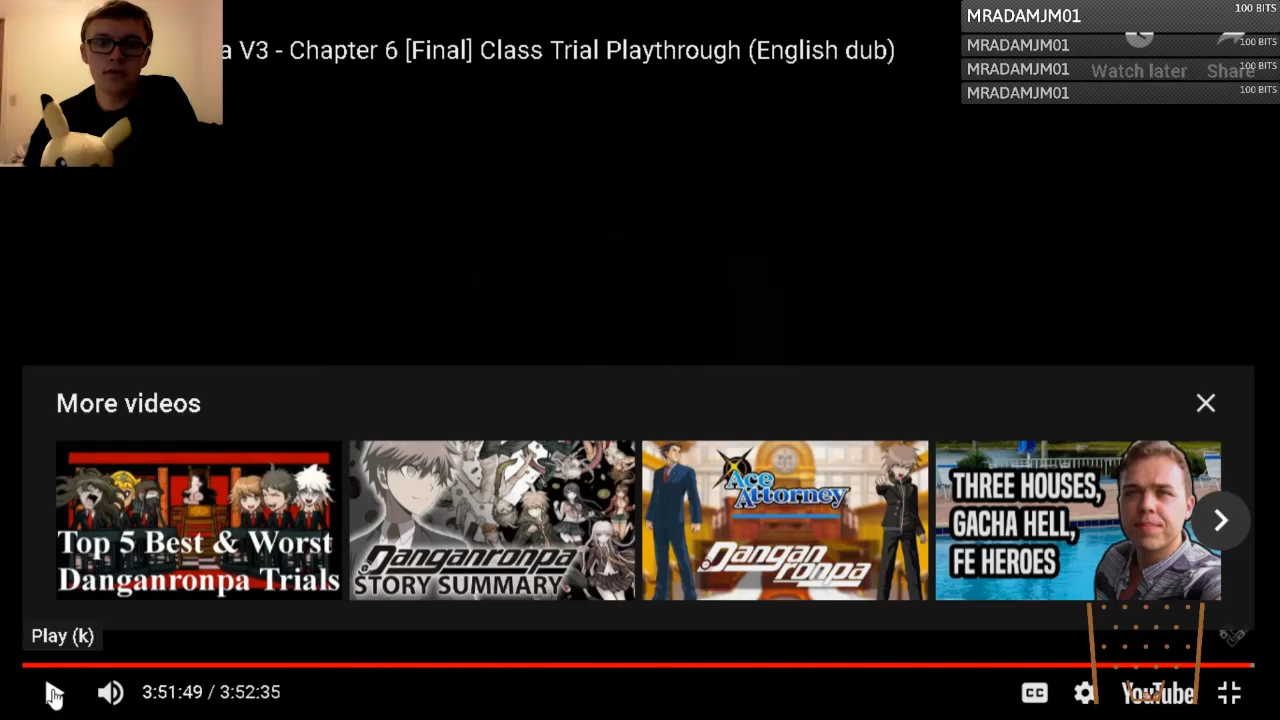 a V3 - Chapter 6 [Final] Class Trial Playthrough (English dub)
MRADAMJM01 100 BITS
MRADAMJM01 100 BITS
MRADAMJM01 100 BITS
MRADAMJM01 100 BITS
Watch later Share
More videos
Top 5 Best & Worst
Danganronpa Trials
Danganronpa
STORY SUMMARY
Ace
Attorney
Dangan
ronpa
THREE HOUSES,
GACHA HELL,
FE HEROES
Play (k)
3:51:49 / 3:52:35
CC
YouTube